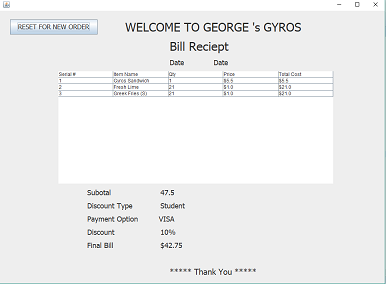 RESET FOR NEW ORDER
WELCOME TO GEORGE 's GYROS
Bill Reciept
Date Date
Serial # Item Name Qty Price Total Cost
1 Gyros Sandwich 1 $5.5 $5.5
2 Fresh Lime 21 $1.0 $21.0
3 Greek Fries (S) 21 $1.0 $21.0
Subotal 47.5
Discount Type Student
Payment Option VISA
Discount 10%
Final Bill $42.75
***** Thank You *****